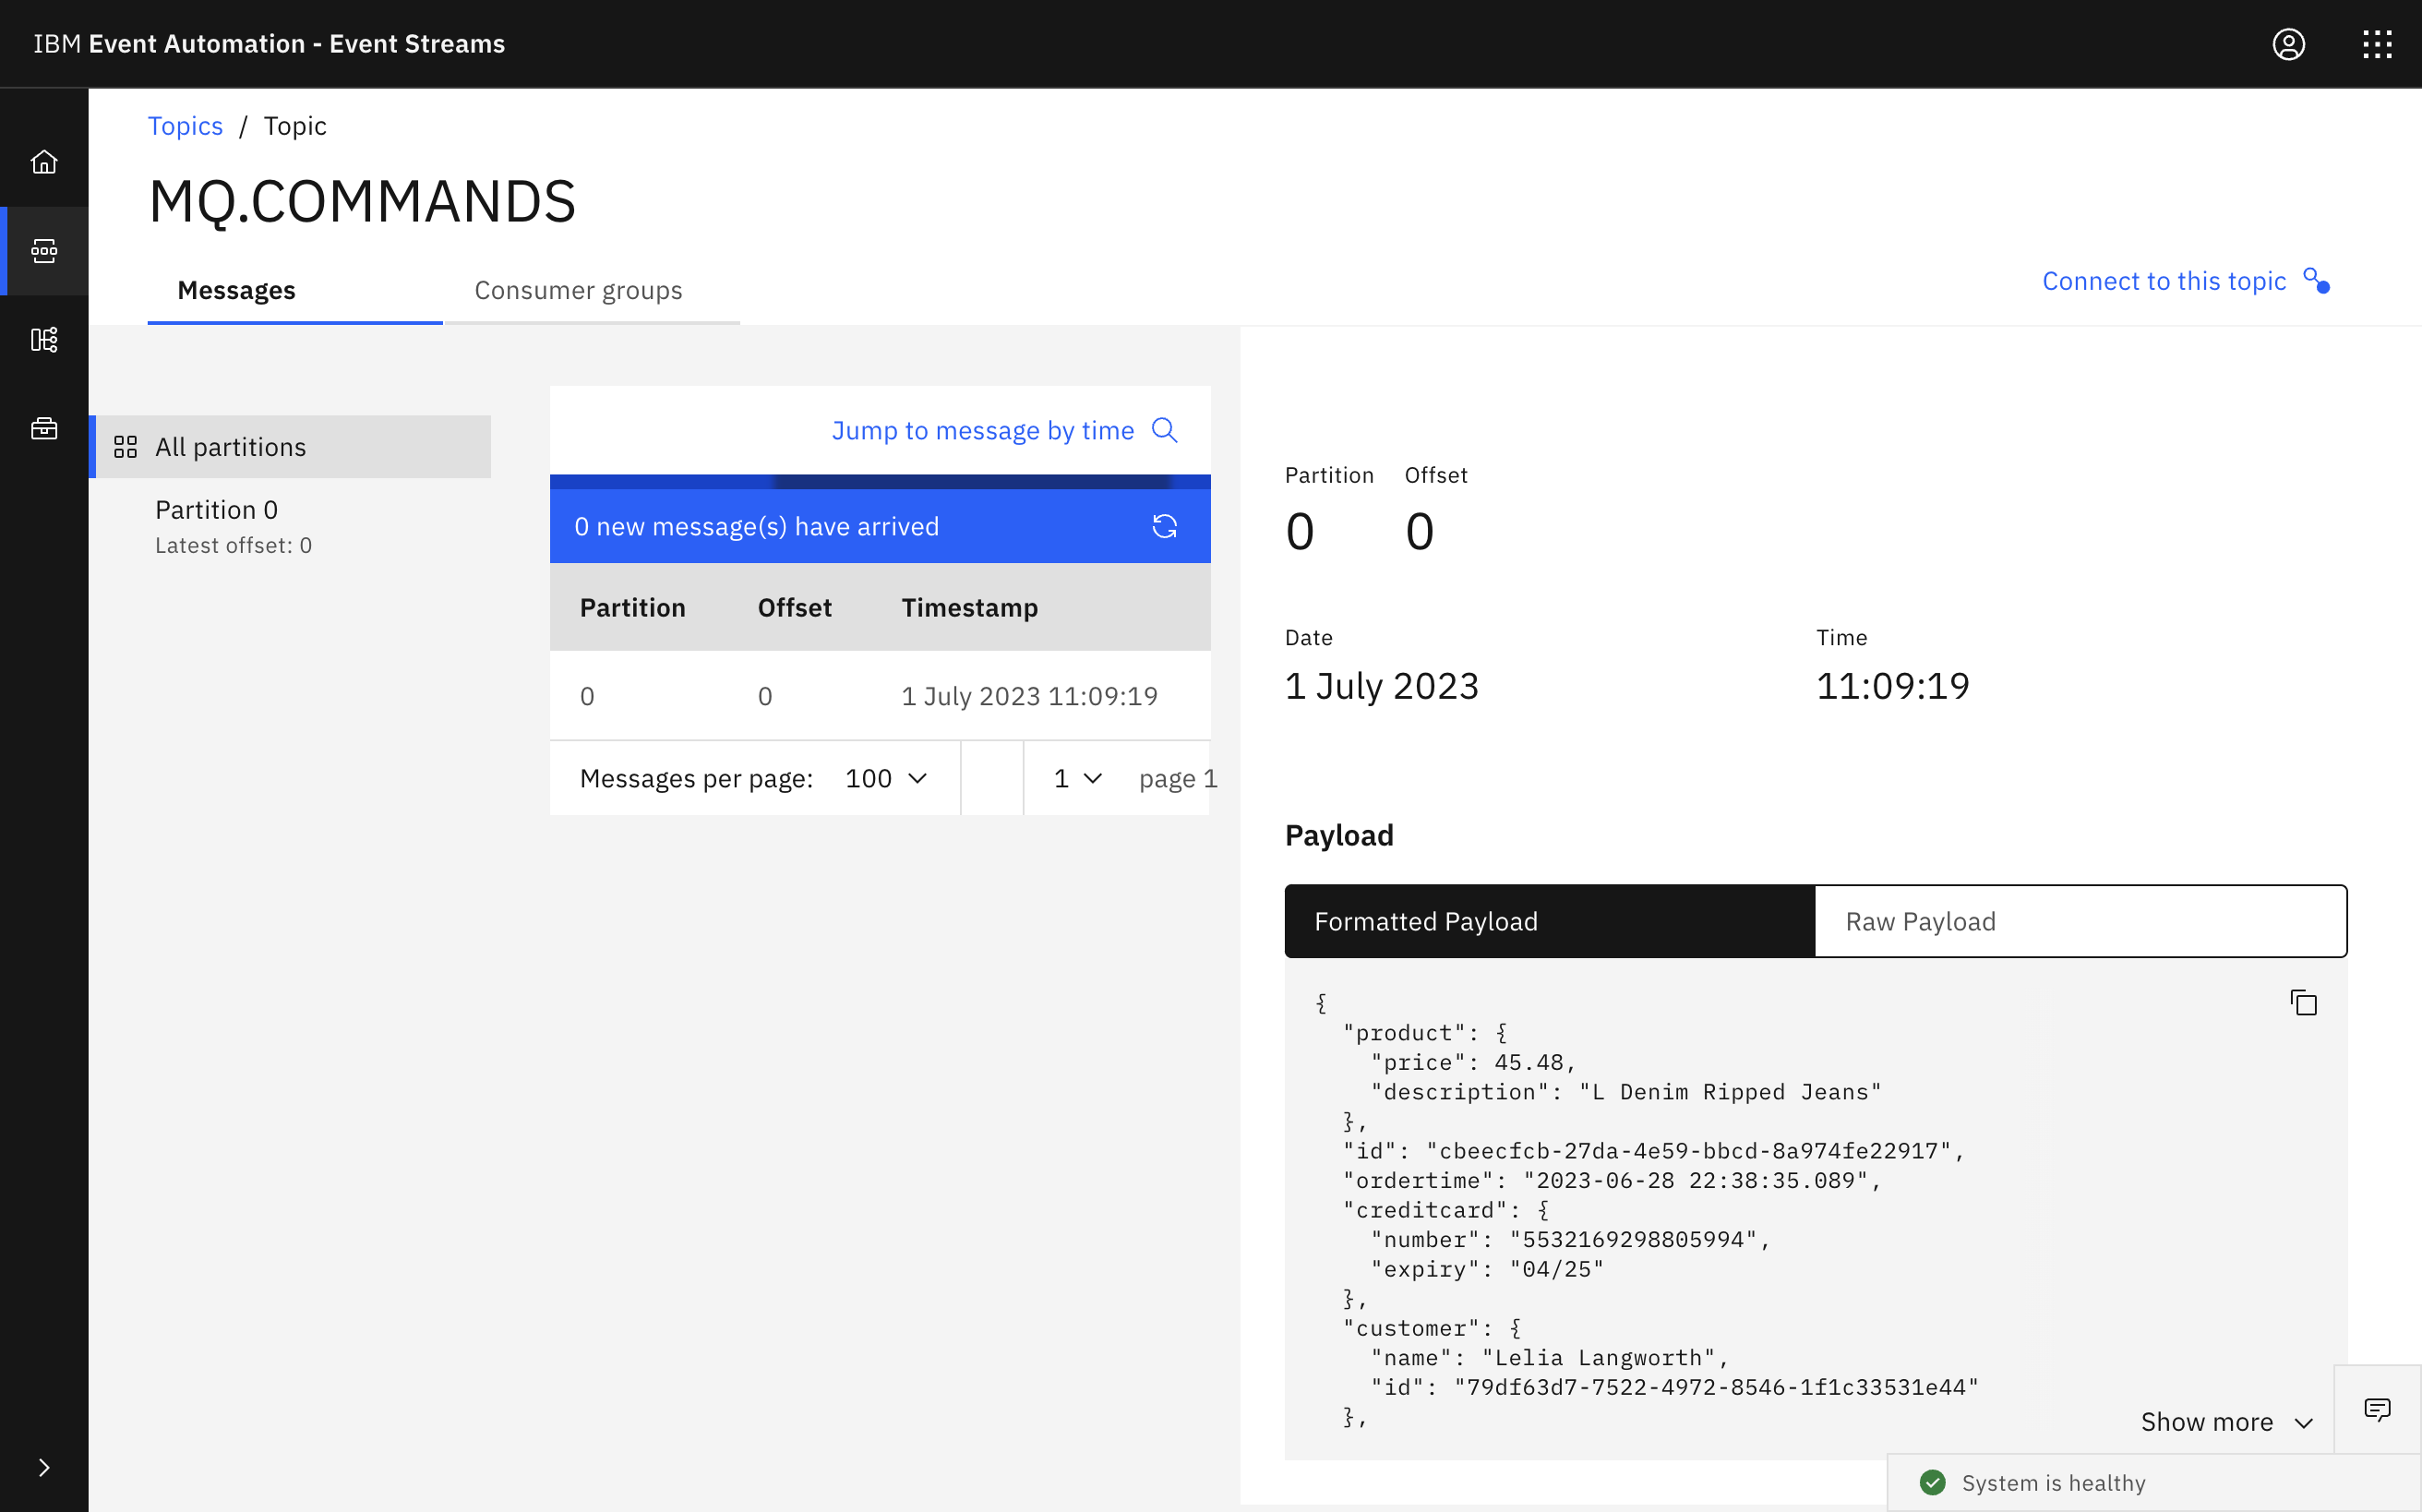 IBM Event Automation - Event Streams
Topics / Topic
MQ.COMMANDS
Messages
Consumer groups
Connect to this topic
All partitions
Partition 0
Latest offset: 0
Jump to message by time
0 new message(s) have arrived
Partition Offset Timestamp
0 0 1 July 2023 11:09:19
Messages per page: 100 1 page 1
Partition Offset
0 0
Date Time
1 July 2023 11:09:19
Payload
Formatted Payload Raw Payload
{
"product": {
"price": 45.48,
"description": "L Denim Ripped Jeans"
},
"id": "cbeecfcb-27da-4e59-bbcd-8a974fe22917",
"ordertime": "2023-06-28 22:38:35.089",
"creditcard": {
"number": "5532169298805994",
"expiry": "04/25"
},
"customer": {
"name": "Lelia Langworth",
"id": "79df63d7-7522-4972-8546-1f1c33531e44"
},
Show more
System is healthy